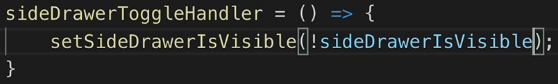 sideDrawerToggleHandler = () => {
    setSideDrawerIsVisible(!sideDrawerIsVisible);
}